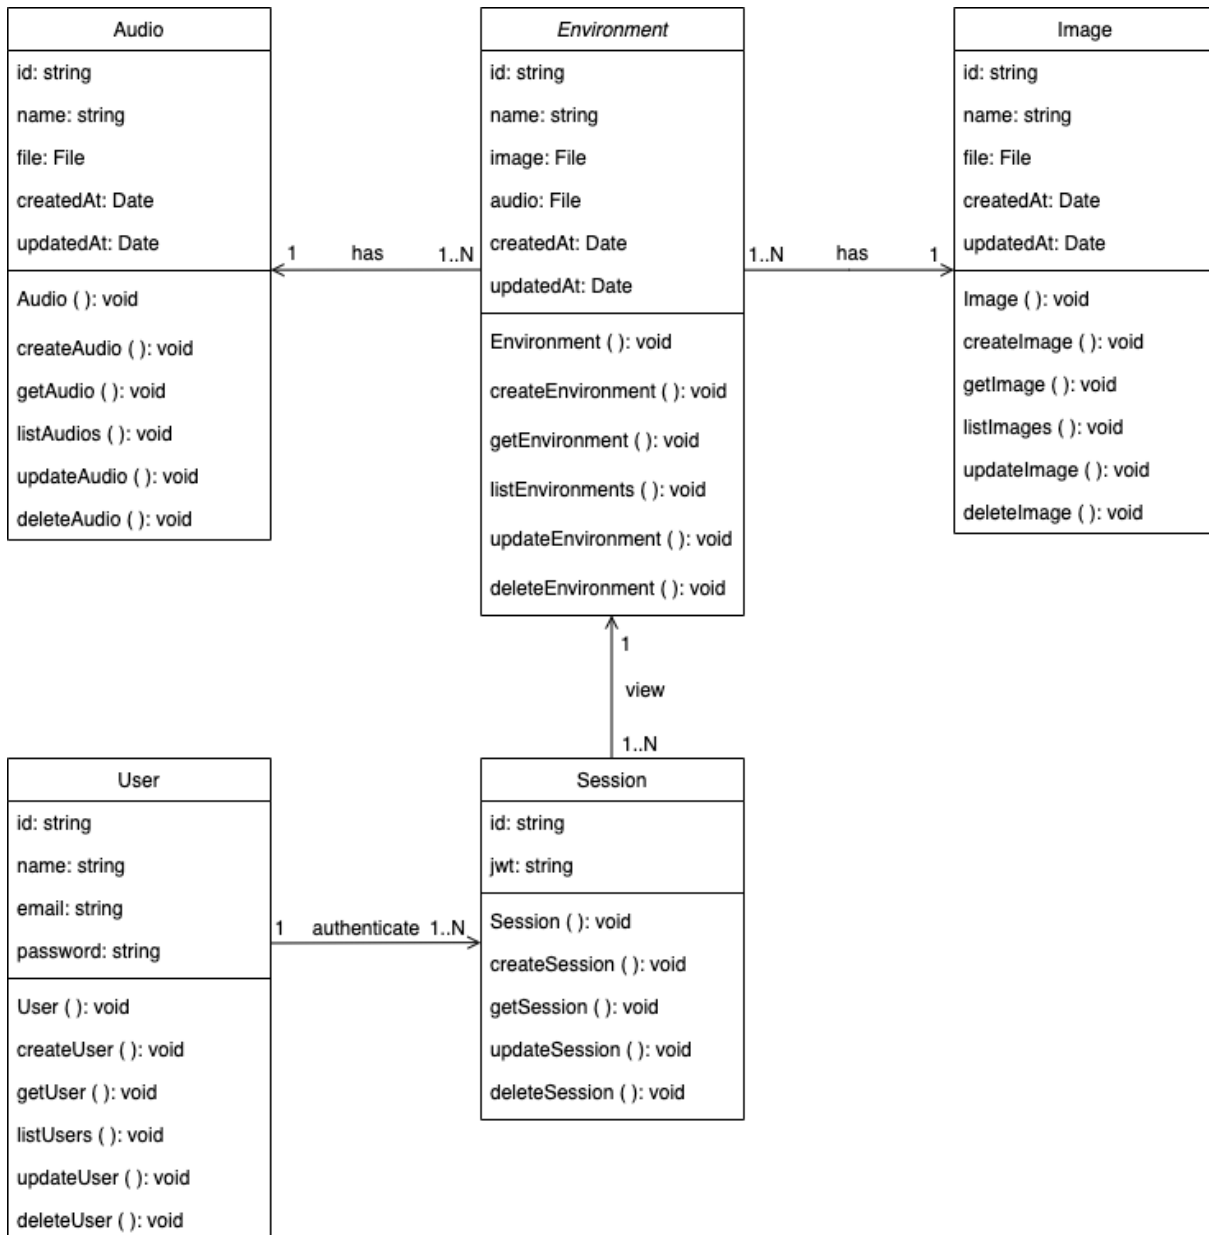 Audio
id: string
name: string
file: File
createdAt: Date
updatedAt: Date
Audio ( ): void
createAudio ( ): void
getAudio ( ): void
listAudios ( ): void
updateAudio ( ): void
deleteAudio ( ): void
1 has 1..N
Environment
id: string
name: string
image: File
audio: File
createdAt: Date
updatedAt: Date
Environment ( ): void
createEnvironment ( ): void
getEnvironment ( ): void
listEnvironments ( ): void
updateEnvironment ( ): void
deleteEnvironment ( ): void
1..N has 1
Image
id: string
name: string
file: File
createdAt: Date
updatedAt: Date
Image ( ): void
createImage ( ): void
getImage ( ): void
listImages ( ): void
updateImage ( ): void
deleteImage ( ): void
1
view
1..N
User
id: string
name: string
email: string
password: string
User ( ): void
createUser ( ): void
getUser ( ): void
listUsers ( ): void
updateUser ( ): void
deleteUser ( ): void
1 authenticate 1..N
Session
id: string
jwt: string
Session ( ): void
createSession ( ): void
getSession ( ): void
updateSession ( ): void
deleteSession ( ): void